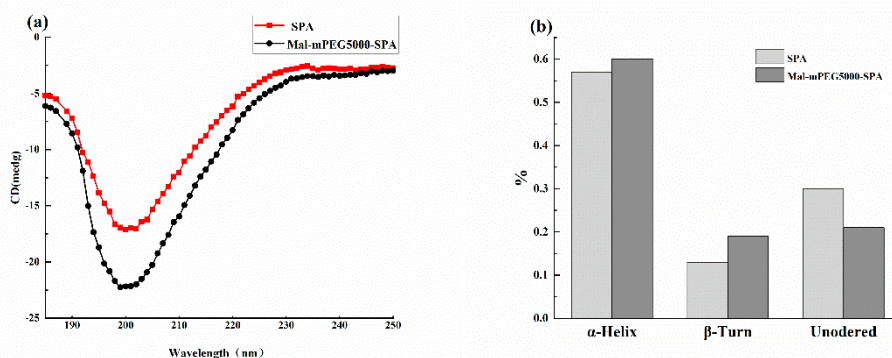 (a)
SPA
Mal-mPEG5000-SPA
0
-5
-10
-15
-20
-25
CD(medg)
190 200 210 220 230 240 250
Wavelength（nm）
(b)
SPA
Mal-mPEG5000-SPA
0.6
0.5
0.4
0.3
0.2
0.1
0.0
%
α-Helix β-Turn Unodered